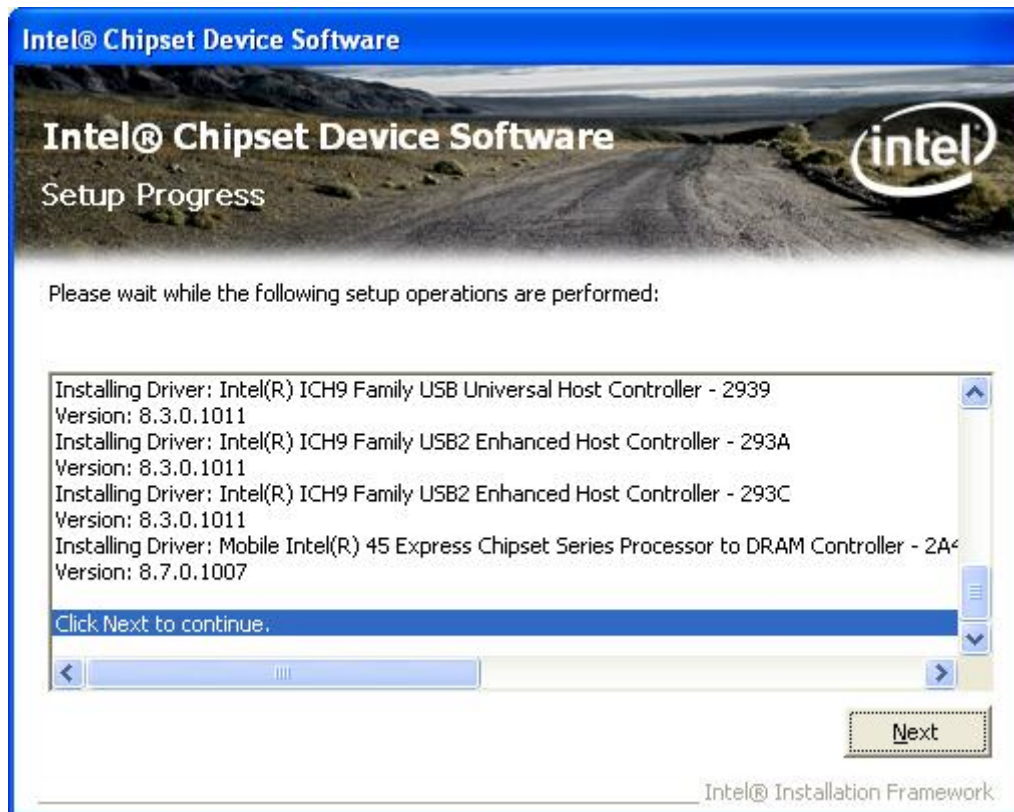 Intel® Chipset Device Software
Intel® Chipset Device Software
intel
Setup Progress
Please wait while the following setup operations are performed:
Installing Driver: Intel(R) ICH9 Family USB Universal Host Controller - 2939
Version: 8.3.0.1011
Installing Driver: Intel(R) ICH9 Family USB2 Enhanced Host Controller - 293A
Version: 8.3.0.1011
Installing Driver: Intel(R) ICH9 Family USB2 Enhanced Host Controller - 293C
Version: 8.3.0.1011
Installing Driver: Mobile Intel(R) 45 Express Chipset Series Processor to DRAM Controller -
Version: 8.7.0.1007
Click Next to continue.
Next
Intel® Installation Framework